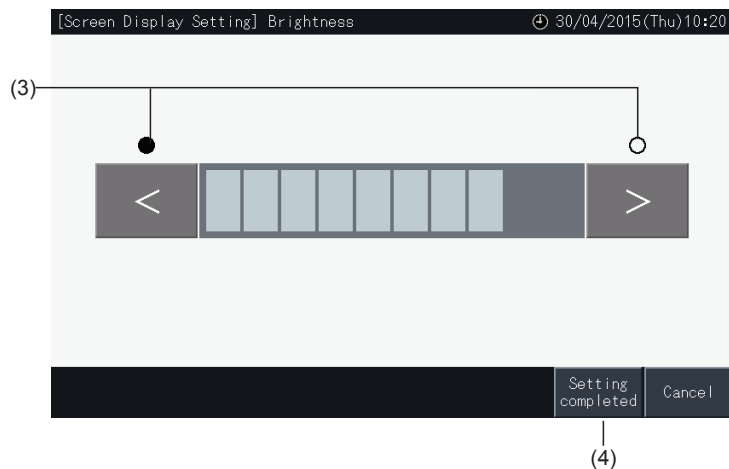 [Screen Display Setting] Brightness 30/04/2015(Thu)10:20
(3)
< >
Setting
completed
Cancel
(4)